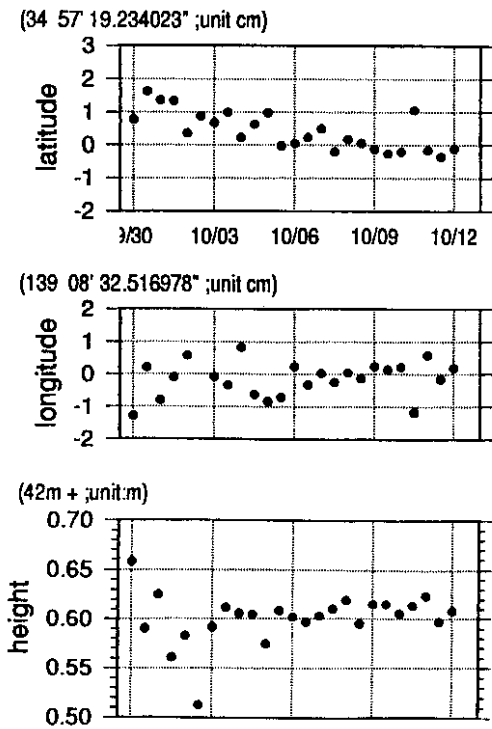 (34 57' 19.234023" ;unit cm)
3
2
1
0
-1
-2
latitude
9/30 10/03 10/06 10/09 10/12
(139 08' 32.516978" ;unit cm)
2
1
0
-1
-2
longitude
(42m + ;unit:m)
0.70
0.65
0.60
0.55
0.50
height